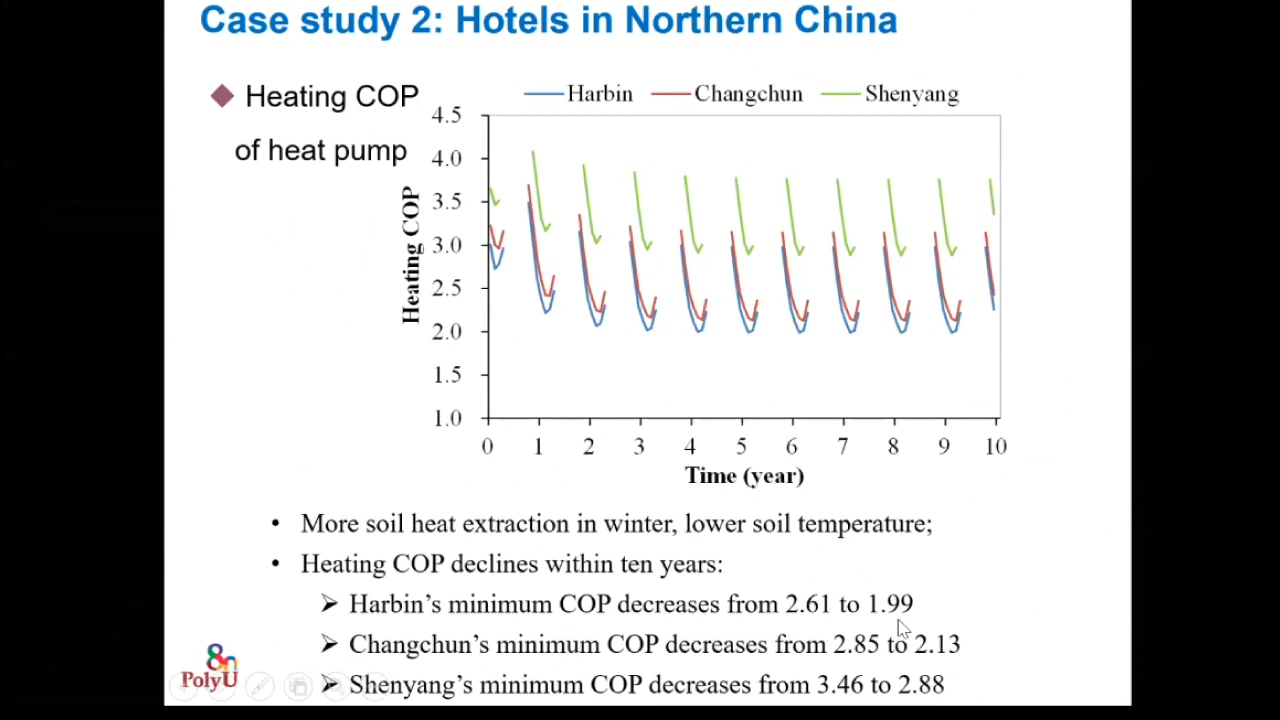 Case study 2: Hotels in Northern China
◆ Heating COP
of heat pump
Harbin Changchun Shenyang
Heating COP
4.5
4.0
3.5
3.0
2.5
2.0
1.5
1.0
0 1 2 3 4 5 6 7 8 9 10
Time (year)
• More soil heat extraction in winter, lower soil temperature;
• Heating COP declines within ten years:
➢ Harbin’s minimum COP decreases from 2.61 to 1.99
➢ Changchun’s minimum COP decreases from 2.85 to 2.13
➢ Shenyang’s minimum COP decreases from 3.46 to 2.88
PolyU